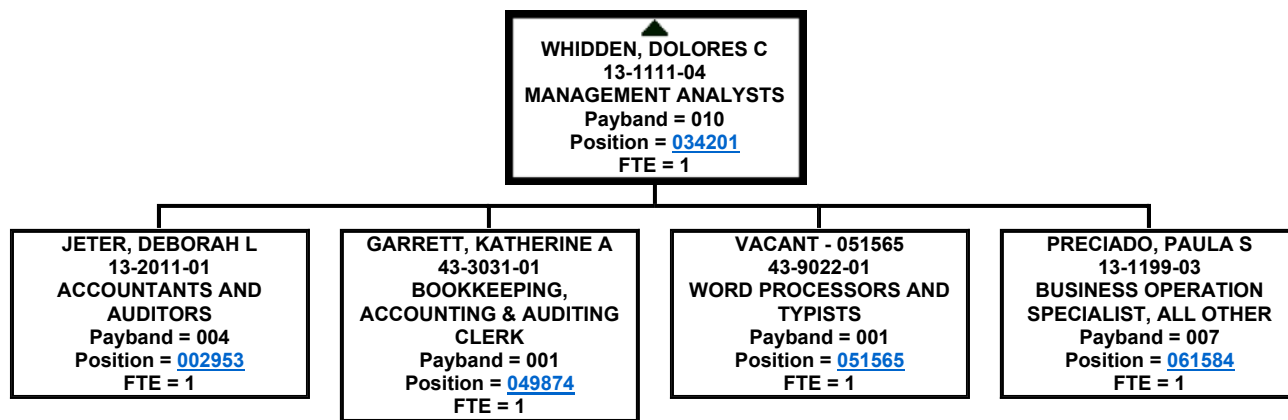 WHIDDEN, DOLORES C
13-1111-04
MANAGEMENT ANALYSTS
Payband = 010
Position = 034201
FTE = 1
JETER, DEBORAH L
13-2011-01
ACCOUNTANTS AND
AUDITORS
Payband = 004
Position = 002953
FTE = 1
GARRETT, KATHERINE A
43-3031-01
BOOKKEEPING,
ACCOUNTING & AUDITING
CLERK
Payband = 001
Position = 049874
FTE = 1
VACANT - 051565
43-9022-01
WORD PROCESSORS AND
TYPISTS
Payband = 001
Position = 051565
FTE = 1
PRECIADO, PAULA S
13-1199-03
BUSINESS OPERATION
SPECIALIST, ALL OTHER
Payband = 007
Position = 061584
FTE = 1